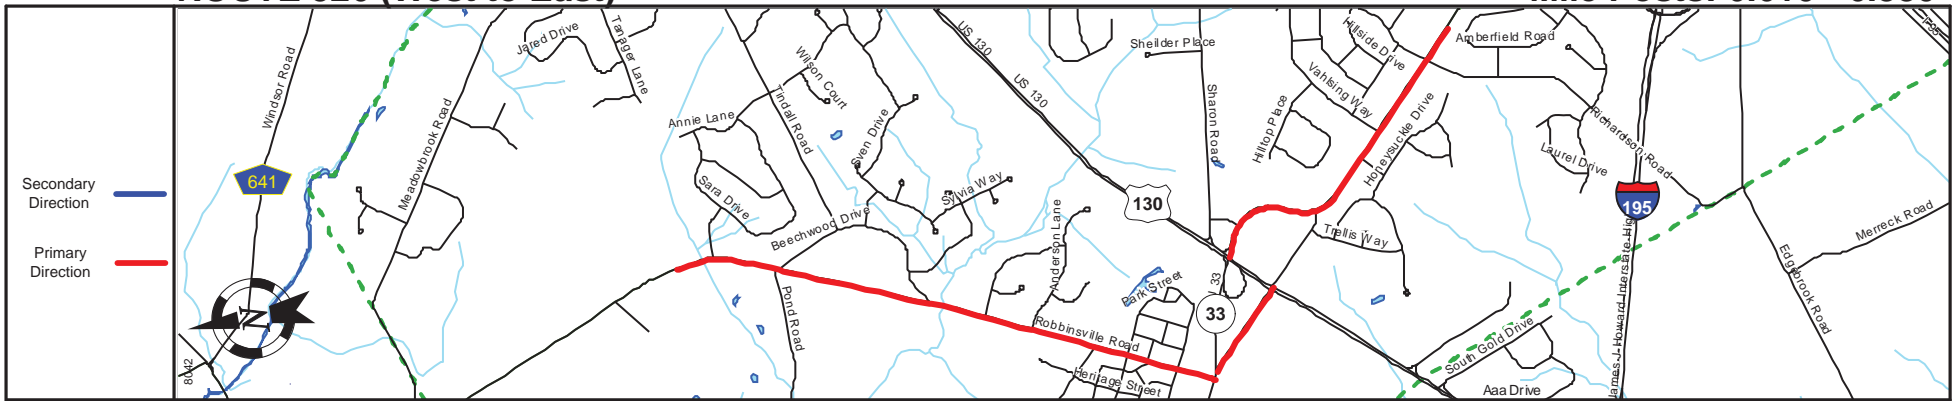 Secondary
Direction
Primary
Direction
Windsor Road
641
8042
Meadowbrook Road
Jared Drive
Tanager Lane
Annie Lane
Sara Drive
Tindall Road
Wilson Court
Sven Drive
Sylvia Way
Beechwood Drive
Pond Road
Anderson Lane
Robbinsville Road
Park Street
Heritage Street
US 130
US 130
130
Sheilder Place
Sharon Road
33
33
Hilltop Place
Vahlsing Way
Hillside Drive
Honeysuckle Drive
Trellis Way
Amberfield Road
Richardson Road
Laurel Drive
195
I-95
South Gold Drive
Aaa Drive
Edgebrook Road
Merreck Road